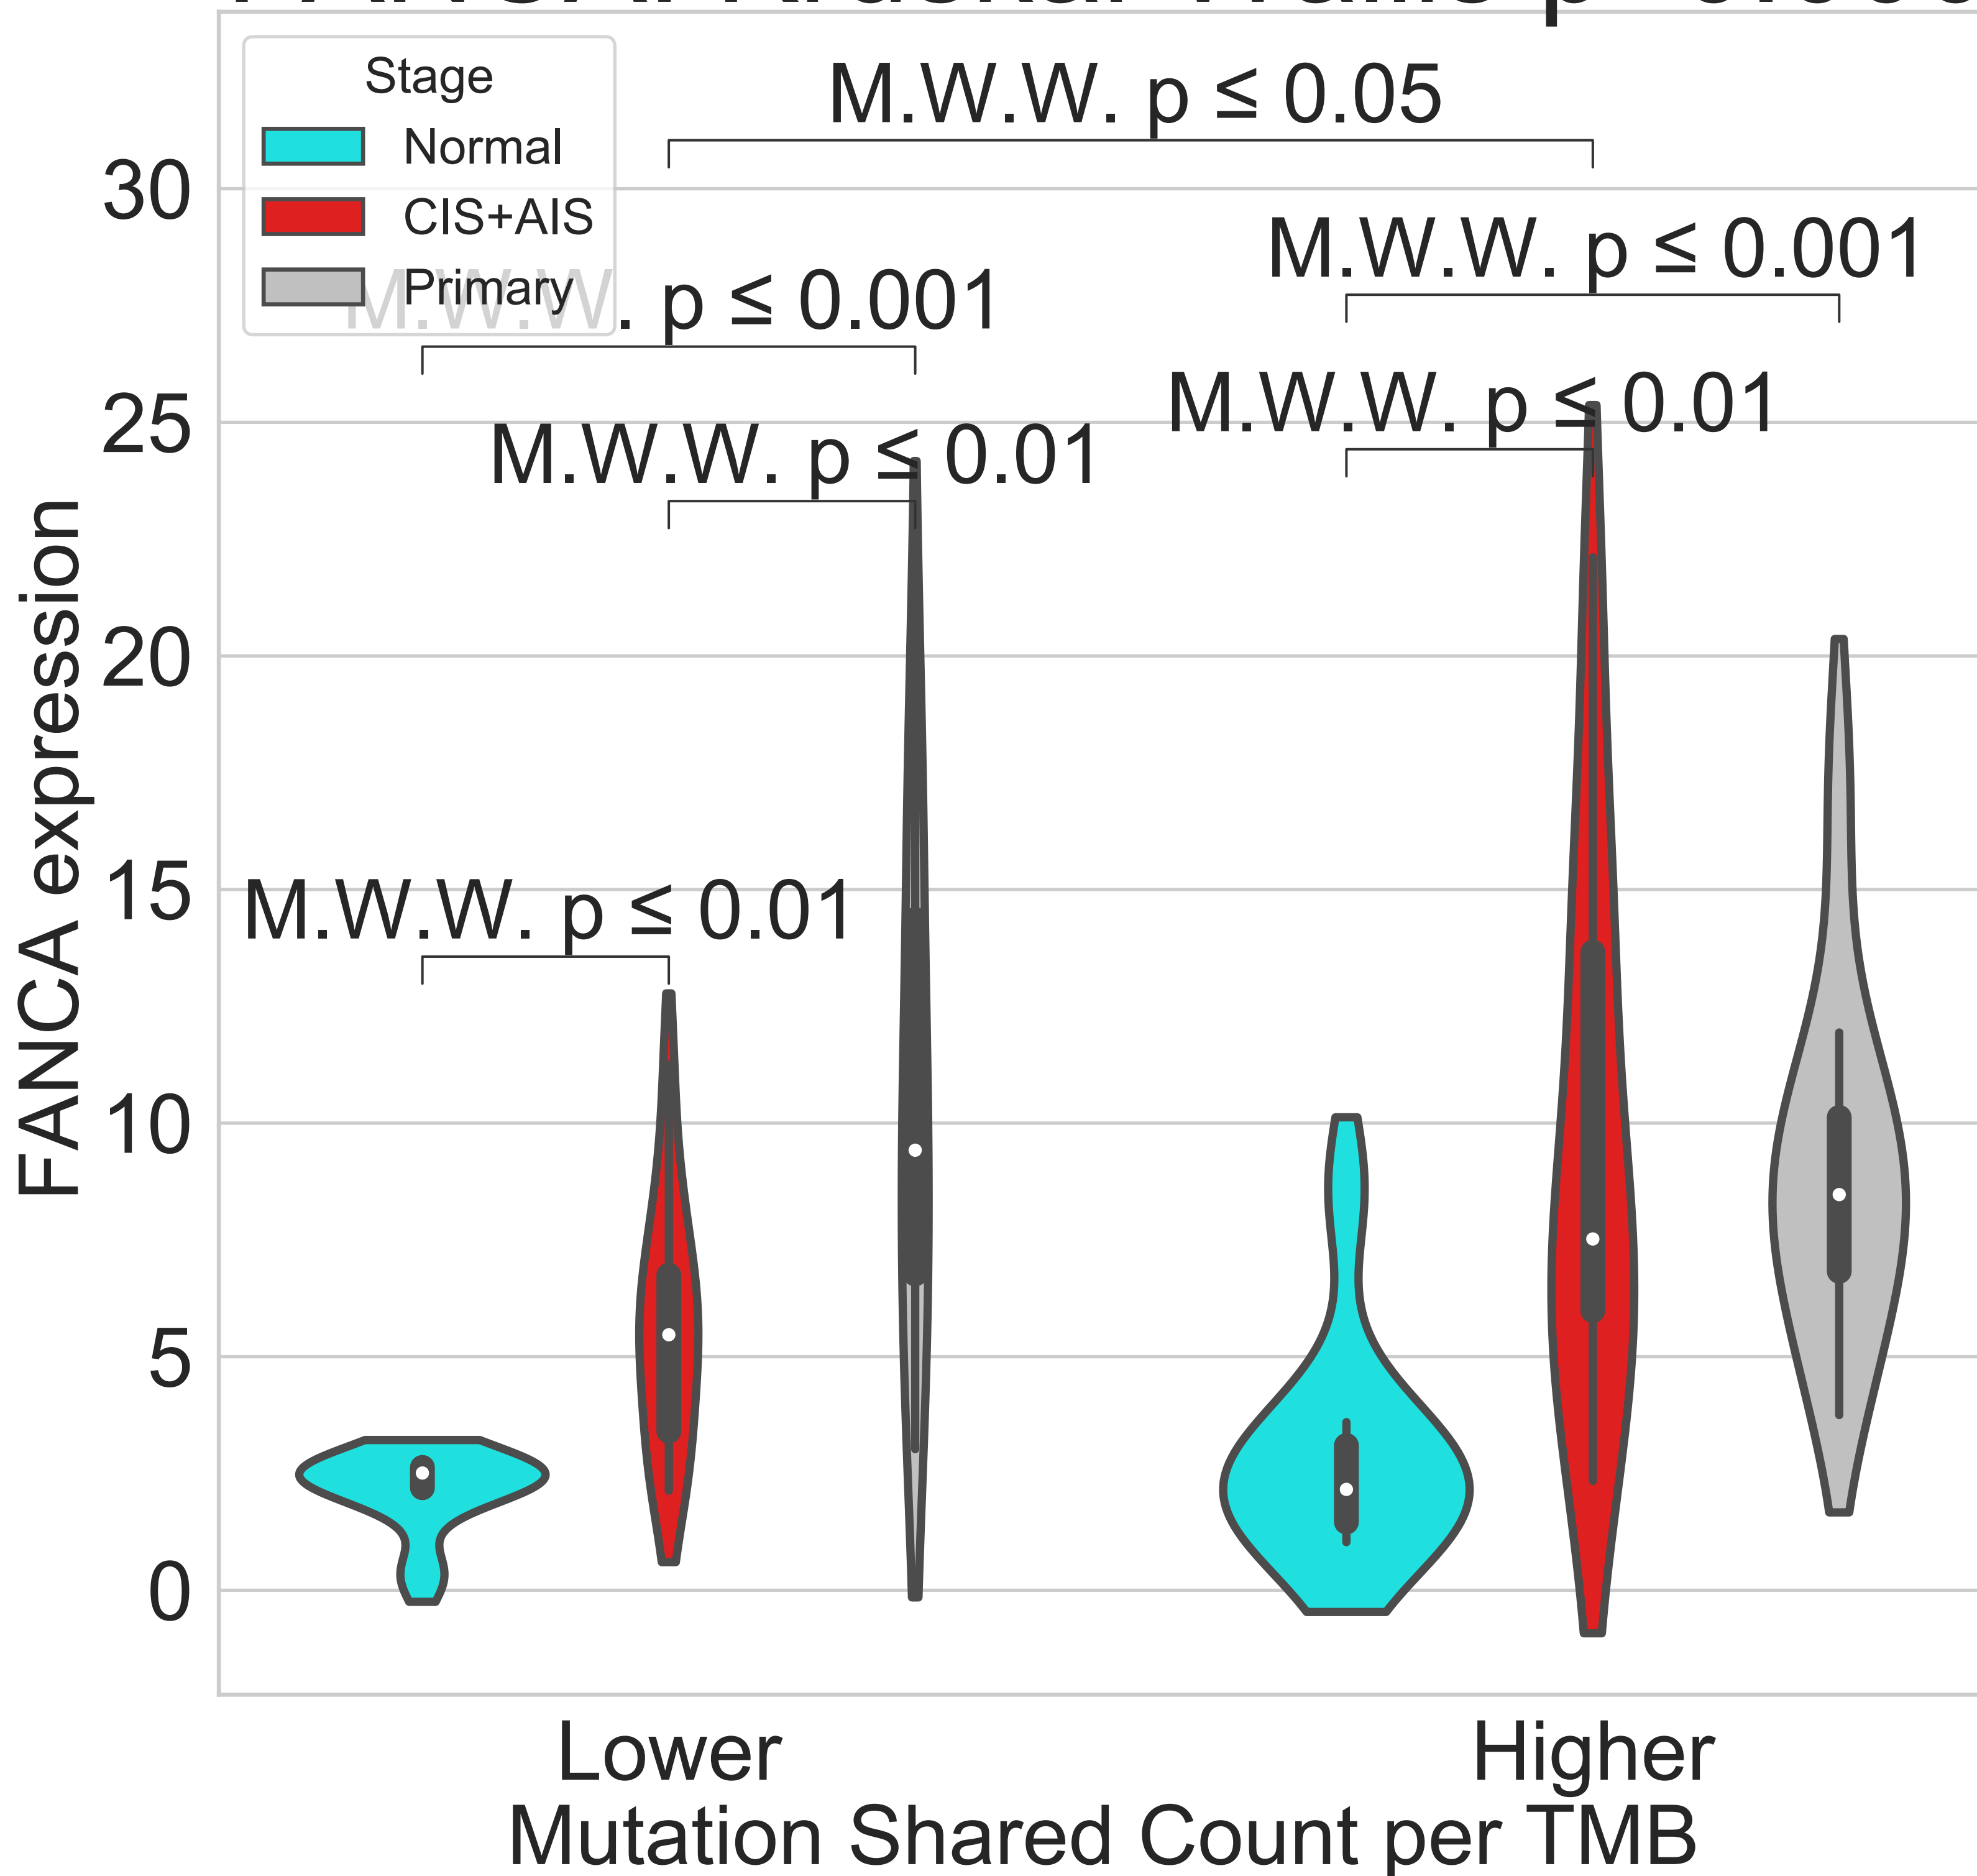 Stage
Normal
CIS+AIS
Primary
M.W.W. p ≤ 0.05
M.W.W. p ≤ 0.001
M.W.W. p ≤ 0.001
M.W.W. p ≤ 0.01
M.W.W. p ≤ 0.01
M.W.W. p ≤ 0.01
30
25
20
15
10
5
0
FANCA expression
Lower
Higher
Mutation Shared Count per TMB